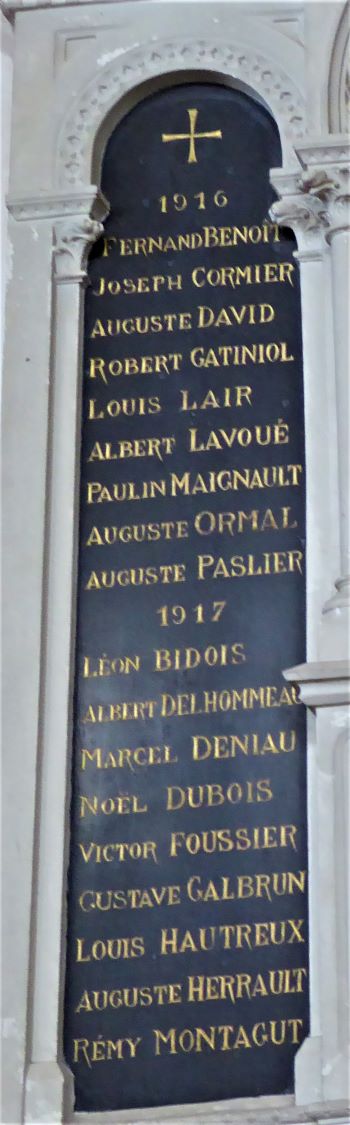 1916
FERNAND BENOÎT
JOSEPH CORMIER
AUGUSTE DAVID
ROBERT GATINIOL
LOUIS LAIR
ALBERT LAVOUÉ
PAULIN MAIGNAULT
AUGUSTE ORMAL
AUGUSTE PASLIER
1917
LÉON BIDOIS
ALBERT DELHOMMEAU
MARCEL DENIAU
NOËL DUBOIS
VICTOR FOUSSIER
GUSTAVE GALBRUN
LOUIS HAUTREUX
AUGUSTE HERRAULT
RÉMY MONTAGUT